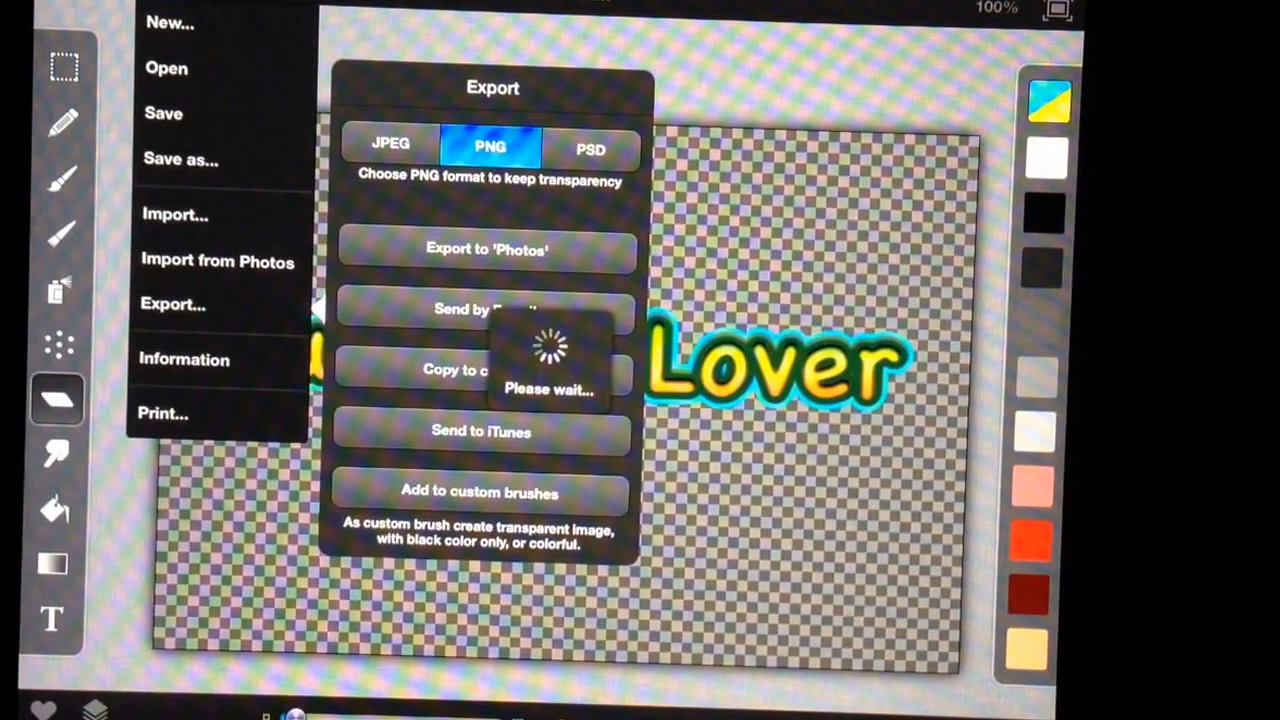 100%
New...
Open
Save
Save as...
Import...
Import from Photos
Export...
Information
Print...
Export
JPEG
PNG
PSD
Choose PNG format to keep transparency
Export to 'Photos'
Send by
Copy to
Please wait...
Send to iTunes
Add to custom brushes
As custom brush create transparent image,
with black color only, or colorful.
Lover
T